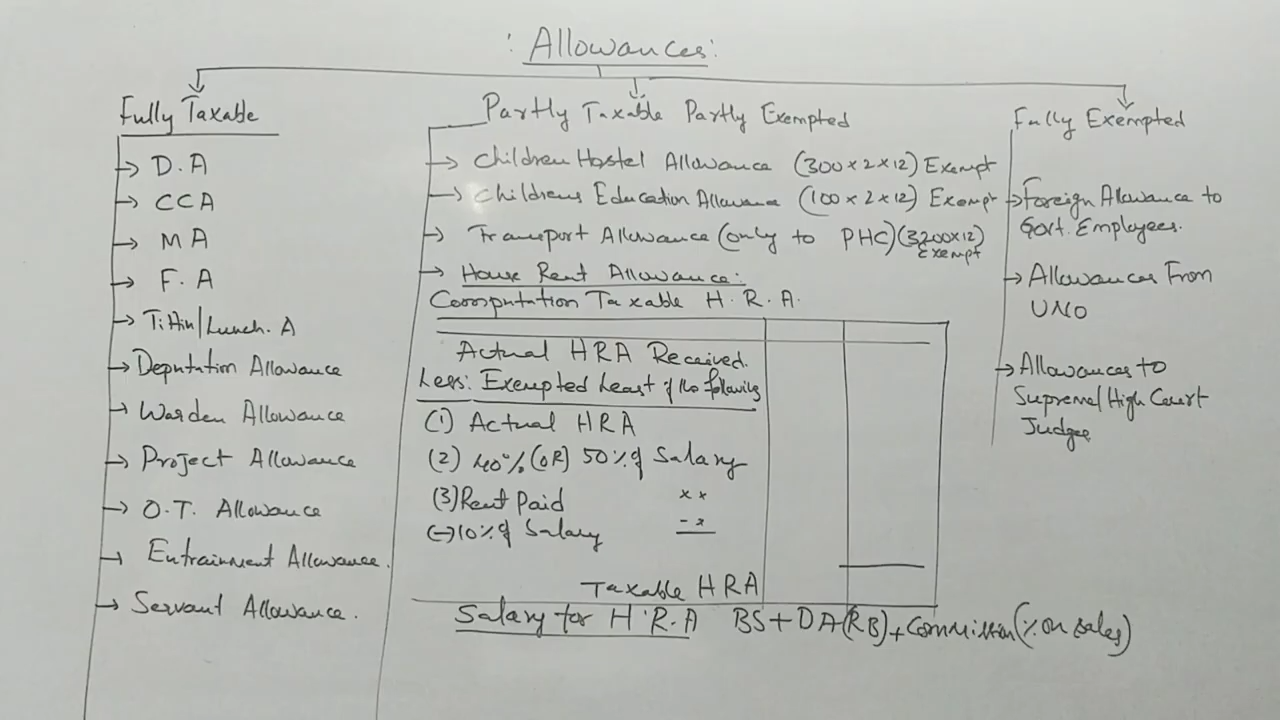 : Allowances:
Fully Taxable
→ D.A
→ CCA
→ MA
→ F.A
→ Tiffin/Lunch.A
→ Deputation Allowance
→ Warden Allowance
→ Project Allowance
→ O.T. Allowance
→ Entrainment Allowance.
→ Servant Allowance.
Partly Taxable Partly Exempted
→ Children Hostel Allowance (300×2×12) Exempt
→ Childrens Education Allowance (100×2×12) Exempt
→ Transport Allowance (only to PHC)(3200×12)
Exempt
→ House Rent Allowance:
Computation Taxable H.R.A.
Actual HRA Received.
Less: Exempted Least of the following
(1) Actual HRA
(2) 40% (OR) 50% of Salary
(3) Rent Paid ××
(-) 10% of Salary -×
Taxable HRA
Salary for H.R.A BS+DA(RB)+Commission(% on sales)
Fully Exempted
→ Foreign Allowance to
Govt. Employees.
→ Allowances From
UNO
→ Allowances to
Supreme/High Court
Judges